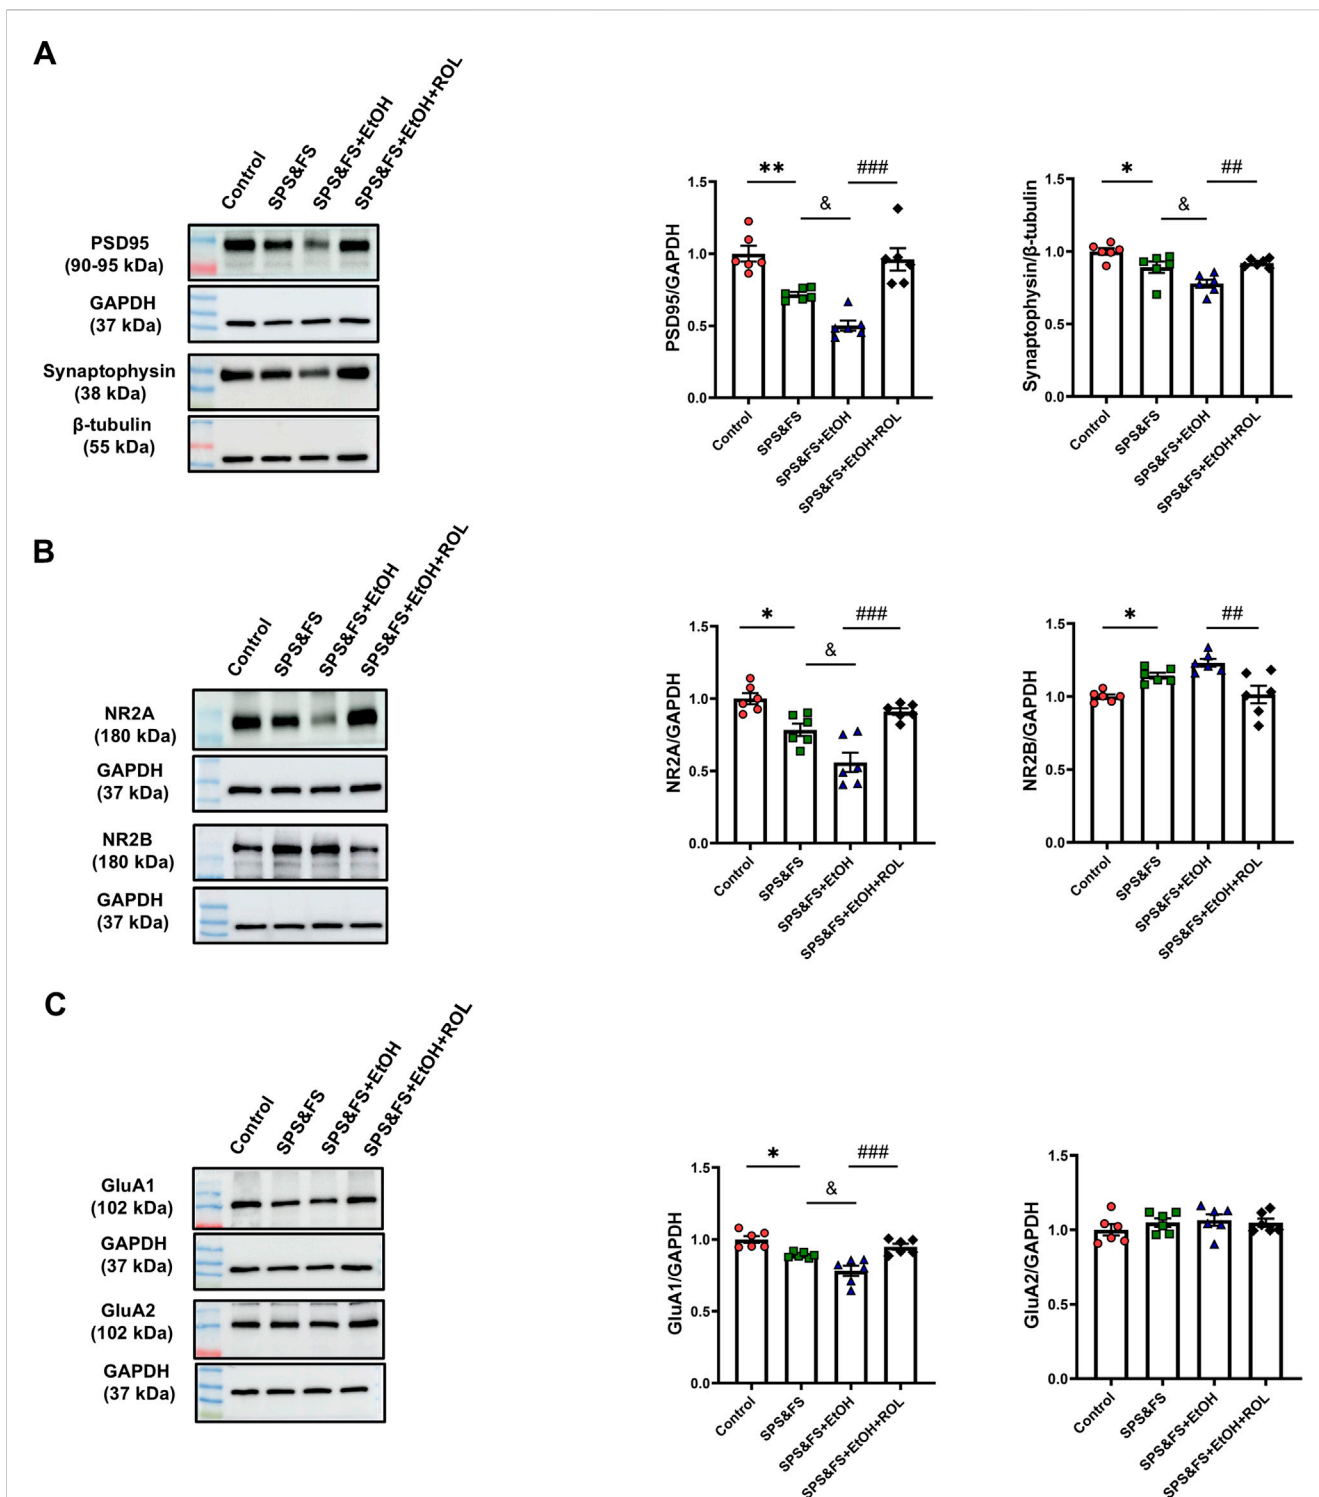 A
Control
SPS&FS
SPS&FS+EtOH
SPS&FS+EtOH+ROL
PSD95
(90-95 kDa)
GAPDH
(37 kDa)
Synaptophysin
(38 kDa)
β-tubulin
(55 kDa)
PSD95/GAPDH
1.5
1.0
0.5
0.0
**
&
###
Control
SPS&FS
SPS&FS+EtOH
SPS&FS+EtOH+ROL
Synaptophysin/β-tubulin
1.5
1.0
0.5
0.0
*
&
##
Control
SPS&FS
SPS&FS+EtOH
SPS&FS+EtOH+ROL
B
Control
SPS&FS
SPS&FS+EtOH
SPS&FS+EtOH+ROL
NR2A
(180 kDa)
GAPDH
(37 kDa)
NR2B
(180 kDa)
GAPDH
(37 kDa)
NR2A/GAPDH
1.5
1.0
0.5
0.0
*
&
###
Control
SPS&FS
SPS&FS+EtOH
SPS&FS+EtOH+ROL
NR2B/GAPDH
1.5
1.0
0.5
0.0
*
##
Control
SPS&FS
SPS&FS+EtOH
SPS&FS+EtOH+ROL
C
Control
SPS&FS
SPS&FS+EtOH
SPS&FS+EtOH+ROL
GluA1
(102 kDa)
GAPDH
(37 kDa)
GluA2
(102 kDa)
GAPDH
(37 kDa)
GluA1/GAPDH
1.5
1.0
0.5
0.0
*
&
###
Control
SPS&FS
SPS&FS+EtOH
SPS&FS+EtOH+ROL
GluA2/GAPDH
1.5
1.0
0.5
0.0
Control
SPS&FS
SPS&FS+EtOH
SPS&FS+EtOH+ROL